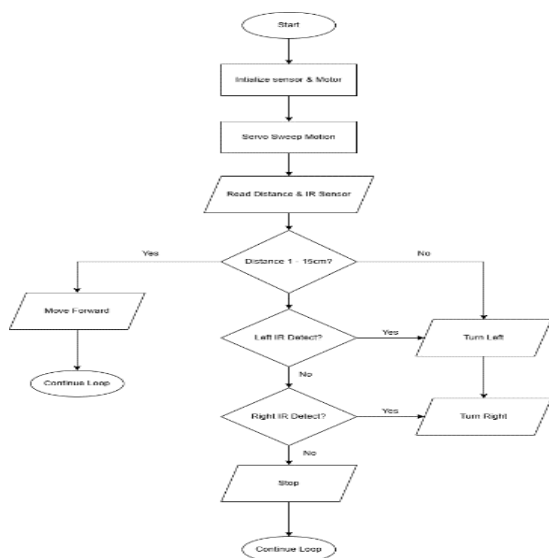 Start
Intialize sensor & Motor
Servo Sweep Motion
Read Distance & IR Sensor
Yes
Distance 1 - 15cm?
No
Move Forward
Left IR Detect?
Yes
Turn Left
Continue Loop
No
Right IR Detect?
Yes
Turn Right
No
Stop
Continue Loop